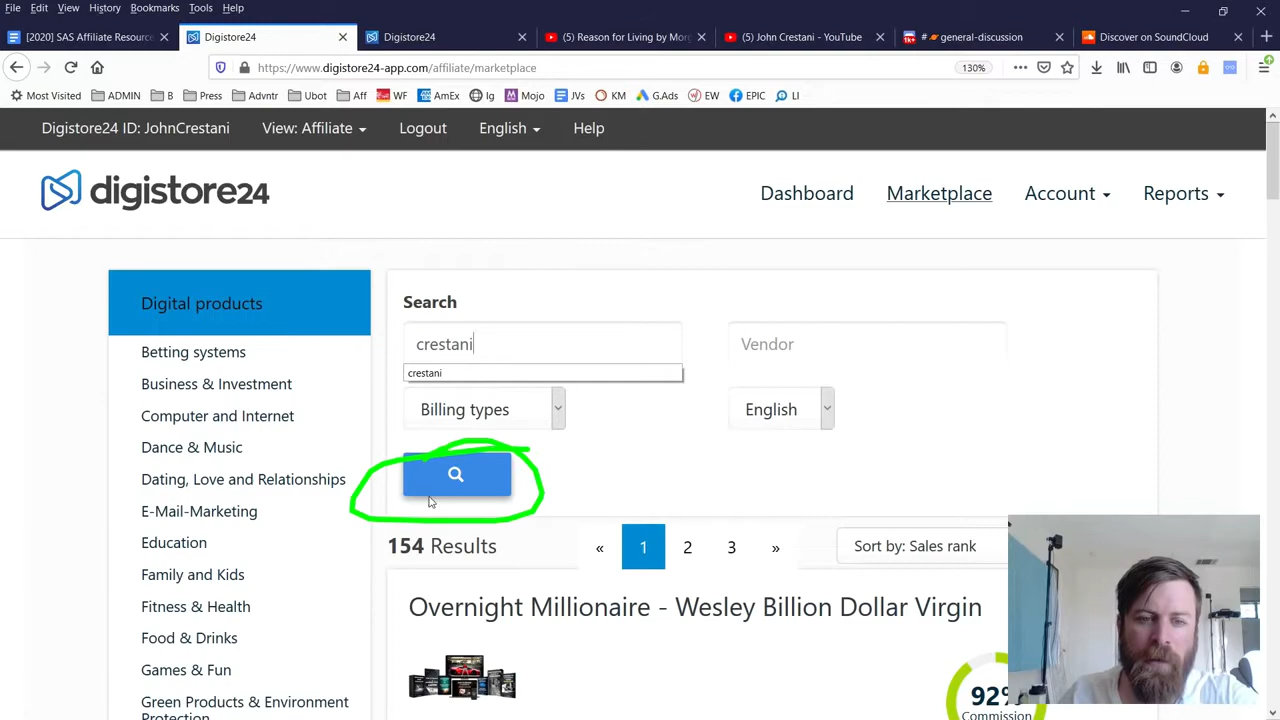 File Edit View History Bookmarks Tools Help
[2020] SAS Affiliate Resource
Digistore24
Digistore24
(5) Reason for Living by Mor
(5) John Crestani - YouTube
general-discussion
Discover on SoundCloud
https://www.digistore24-app.com/affiliate/marketplace
130%
Most Visited ADMIN B Press Advntr Ubot Aff WF AmEx Ig Mojo JVs KM G.Ads EW EPIC LI
Digistore24 ID: JohnCrestani View: Affiliate Logout English Help
digistore24
Dashboard Marketplace Account Reports
Digital products
Betting systems
Business & Investment
Computer and Internet
Dance & Music
Dating, Love and Relationships
E-Mail-Marketing
Education
Family and Kids
Fitness & Health
Food & Drinks
Games & Fun
Green Products & Environment
Protection
Search
crestani
Vendor
crestani
Billing types
English
154 Results
« 1 2 3 »
Sort by: Sales rank
Overnight Millionaire - Wesley Billion Dollar Virgin
92%
Commission